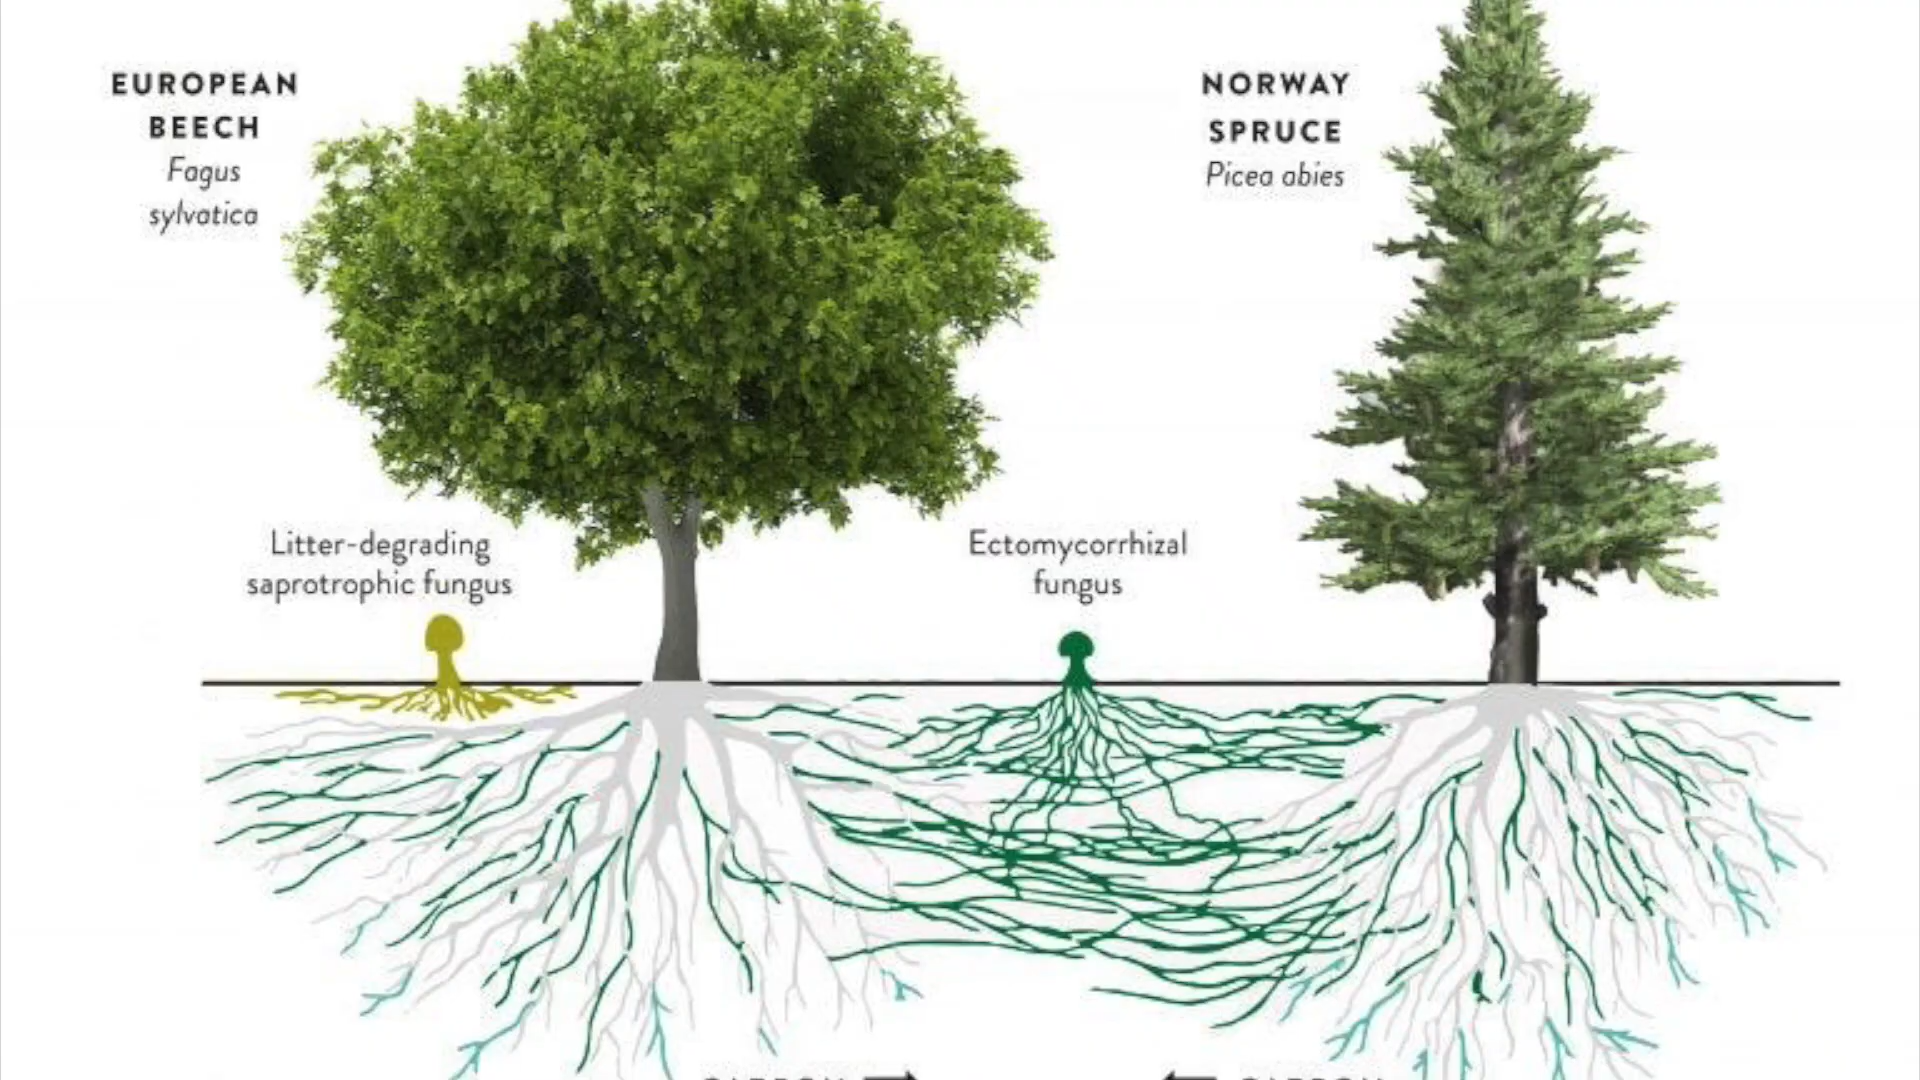 EUROPEAN
BEECH
Fagus
sylvatica
NORWAY
SPRUCE
Picea abies
Litter-degrading
saprotrophic fungus
Ectomycorrhizal
fungus